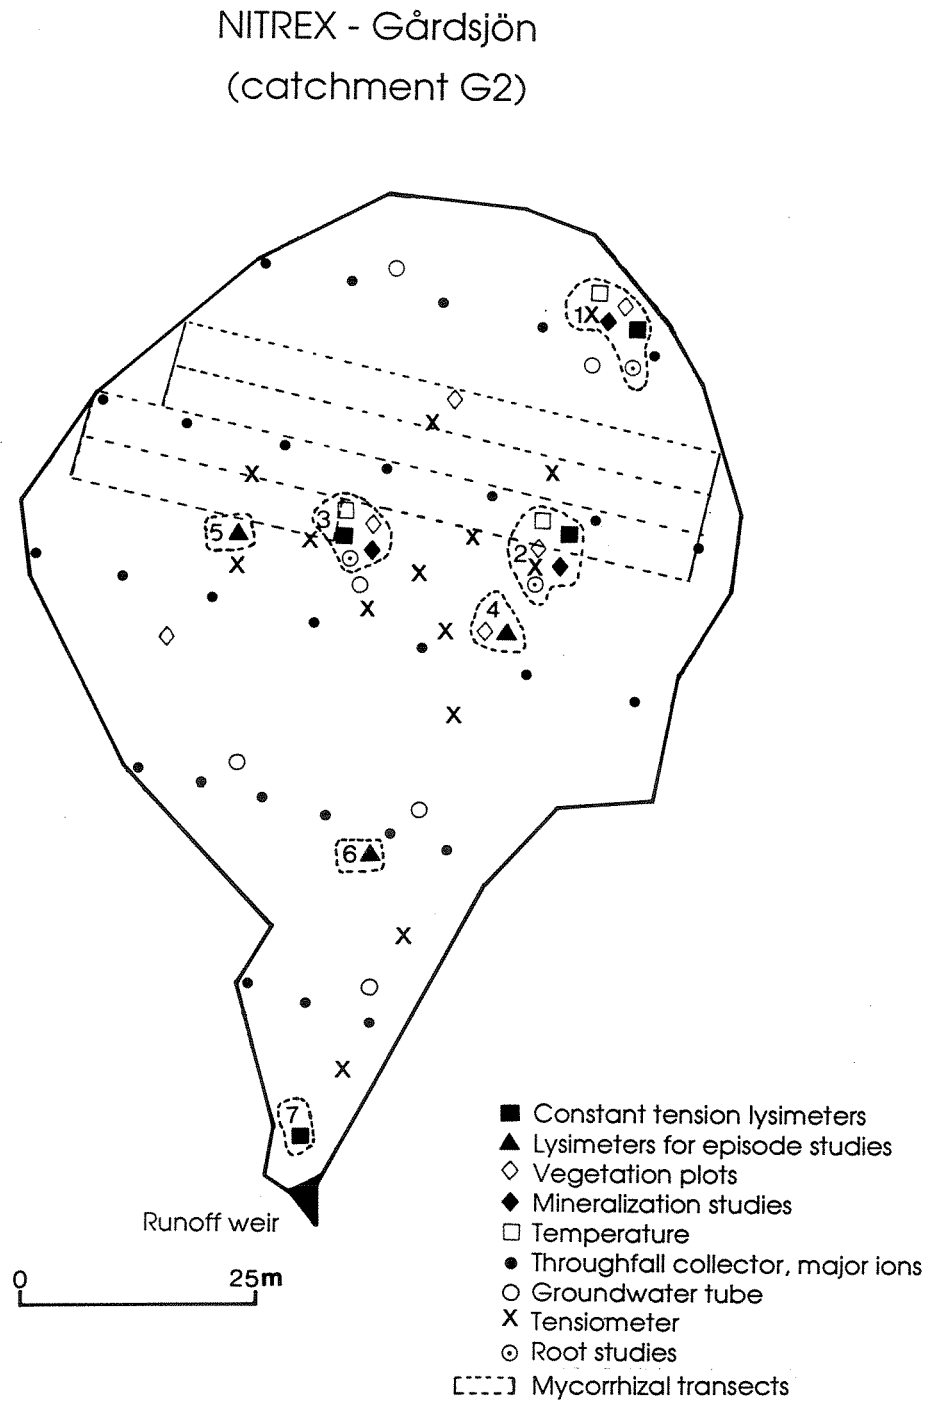 NITREX - Gårdsjön
(catchment G2)
1
3
5
2
4
6
7
Constant tension lysimeters
Lysimeters for episode studies
Vegetation plots
Mineralization studies
Runoff weir
Temperature
Throughfall collector, major ions
0 25m
Groundwater tube
X Tensiometer
Root studies
Mycorrhizal transects